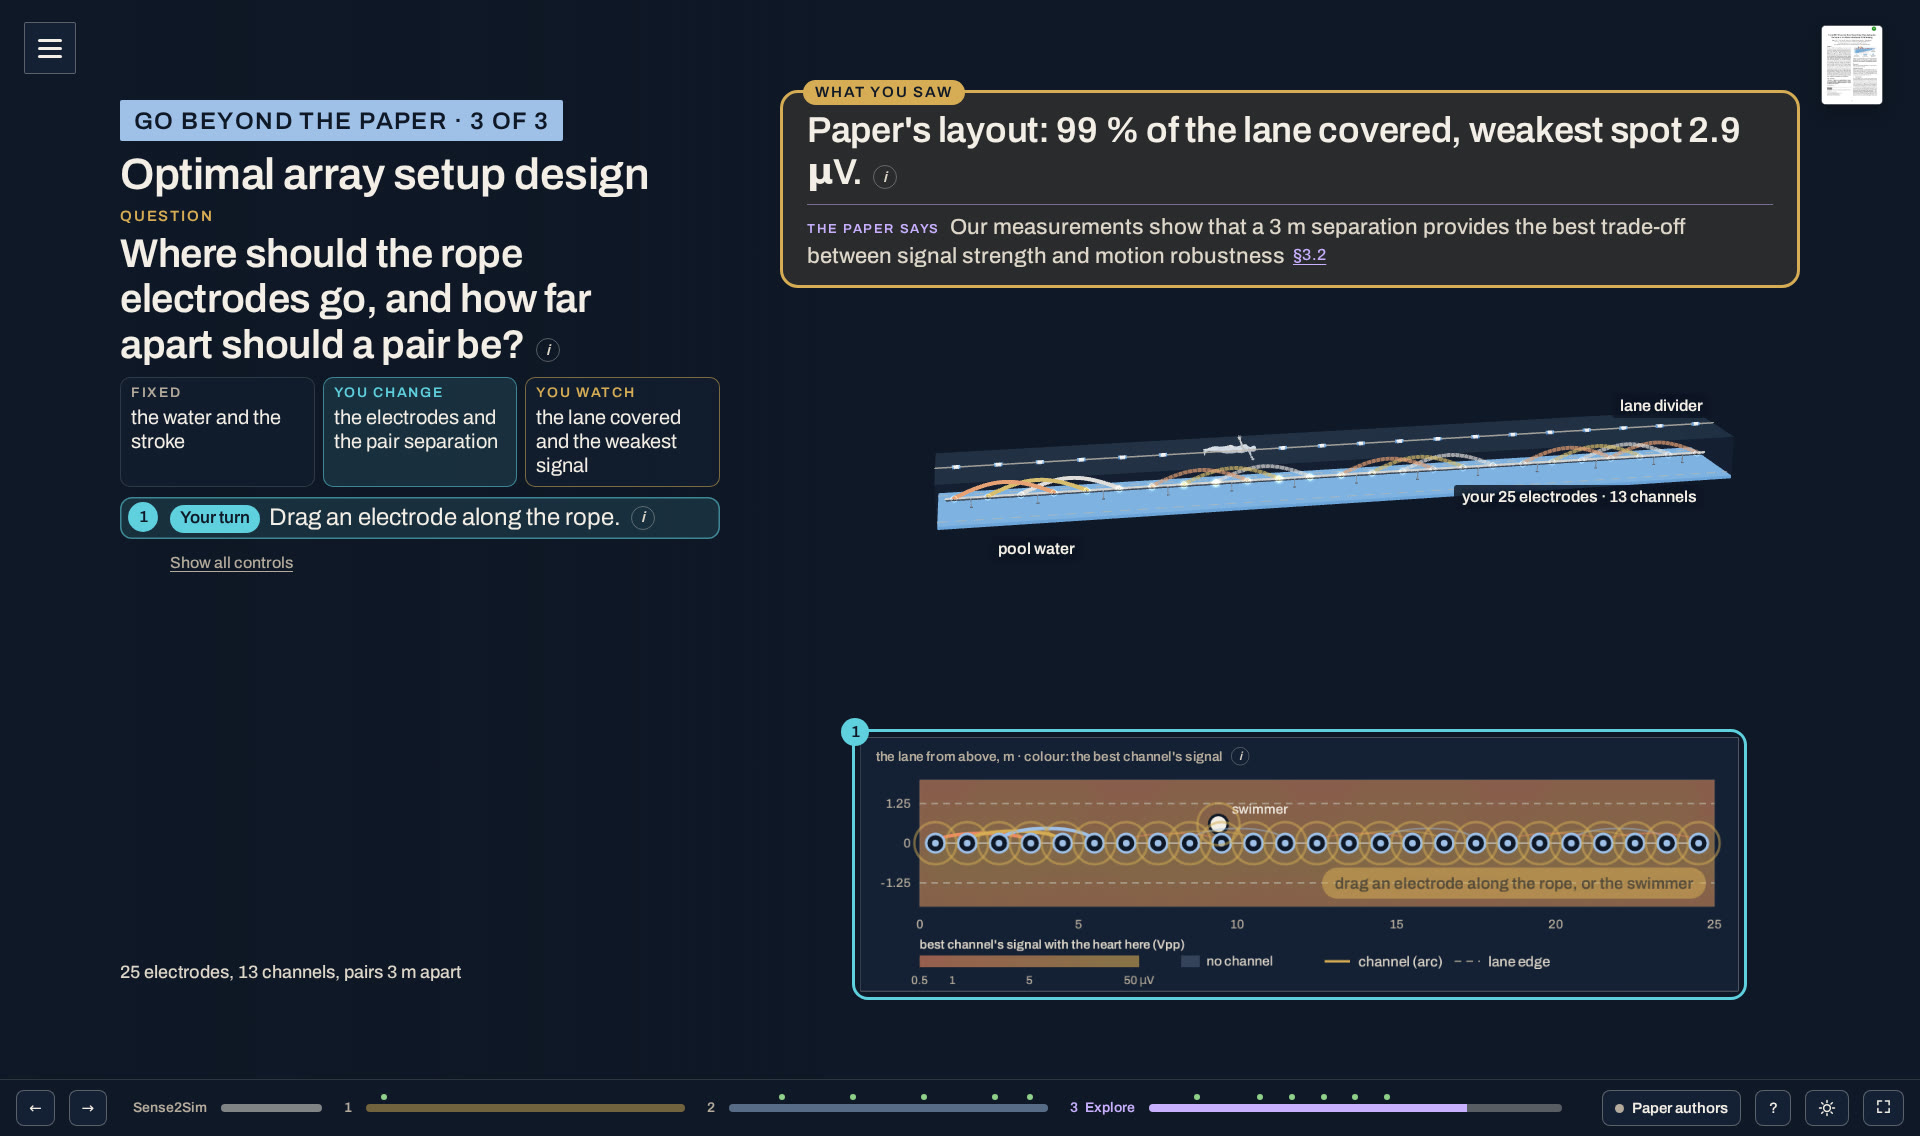 GO BEYOND THE PAPER · 3 OF 3
Optimal array setup design
QUESTION
Where should the rope
electrodes go, and how far
apart should a pair be? i
FIXED
the water and the
stroke
YOU CHANGE
the electrodes and
the pair separation
YOU WATCH
the lane covered
and the weakest
signal
1 Your turn Drag an electrode along the rope. i
Show all controls
25 electrodes, 13 channels, pairs 3 m apart
WHAT YOU SAW
Paper's layout: 99 % of the lane covered, weakest spot 2.9
µV. i
THE PAPER SAYS Our measurements show that a 3 m separation provides the best trade-off
between signal strength and motion robustness §3.2
lane divider
your 25 electrodes · 13 channels
pool water
1
the lane from above, m · colour: the best channel's signal i
1.25
swimmer
0
-1.25
drag an electrode along the rope, or the swimmer
0 5 10 15 20 25
best channel's signal with the heart here (Vpp)
no channel channel (arc) lane edge
0.5 1 5 50 µV
← → Sense2Sim 1 2 3 Explore Paper authors ?